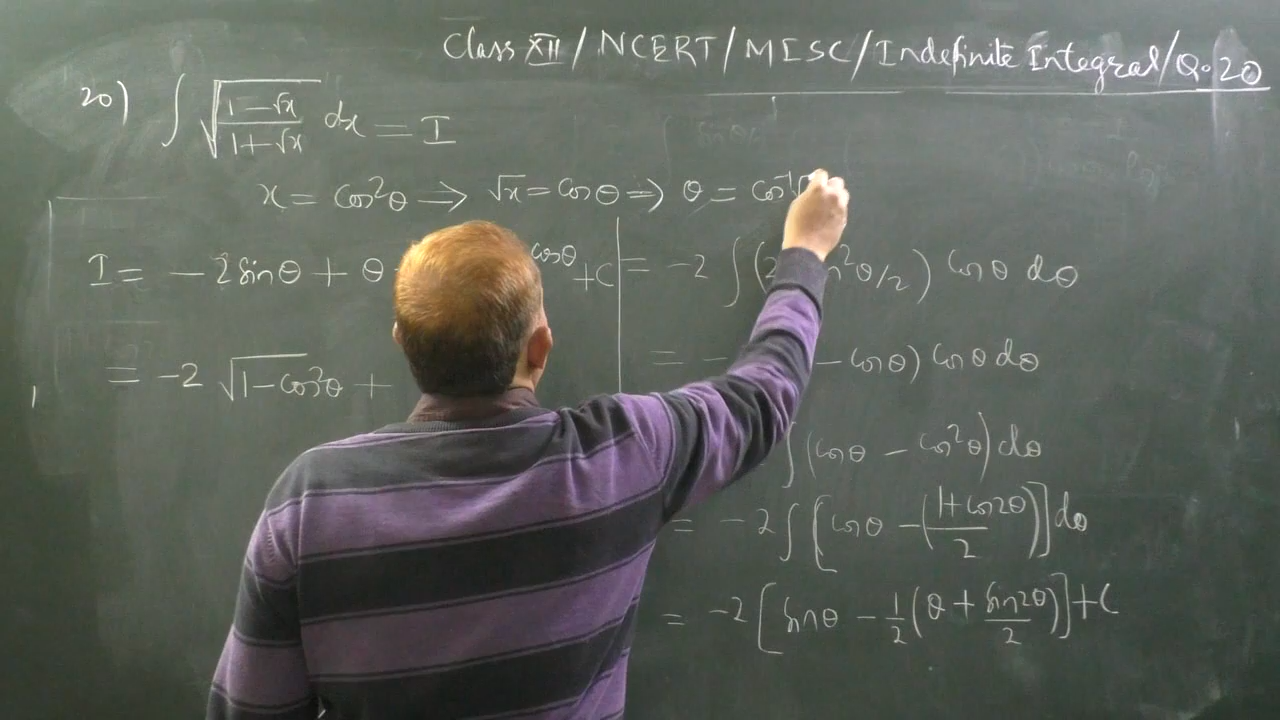 Class XII / NCERT / MISC / Indefinite Integral / Q. 20
20) ∫ √((1-√x)/(1+√x)) dx = I
x = cos²θ ⇒ √x = cosθ ⇒ θ = cos⁻¹√
I = -2 sinθ + θ cosθ + C
= -2 √(1-cos²θ) +
= -2 ∫ (2 n²θ/2) cosθ dθ
= - - cosθ) cosθ dθ
∫ (cosθ - cos²θ) dθ
= -2 ∫ [cosθ - ((1+cos2θ)/2)] dθ
= -2 [sinθ - 1/2 (θ + sin2θ/2)] + C